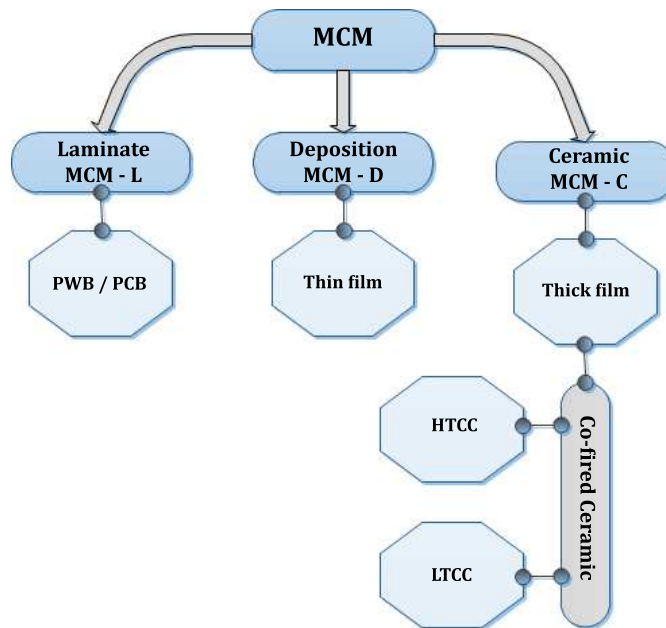 MCM
Laminate
MCM - L
Deposition
MCM - D
Ceramic
MCM - C
PWB / PCB
Thin film
Thick film
HTCC
Co-fired Ceramic
LTCC